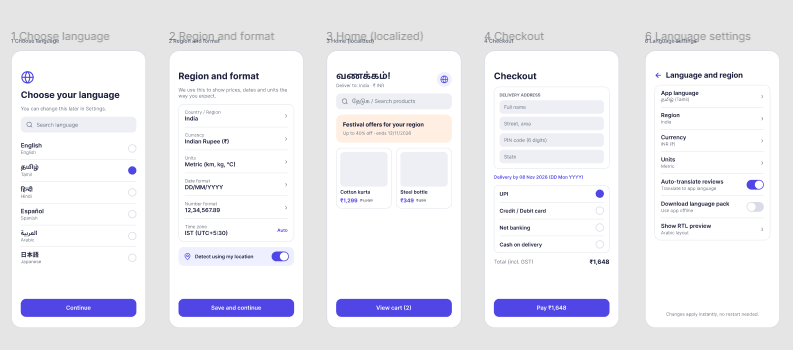 1 Choose language
1 Choose language
Choose your language
You can change this later in Settings.
Search language
English
English
தமிழ்
Tamil
हिन्दी
Hindi
Español
Spanish
العربية
Arabic
日本語
Japanese
Continue
2 Region and format
2 Region and format
Region and format
We use this to show prices, dates and units the
way you expect.
Country / Region
India
Currency
Indian Rupee (₹)
Units
Metric (km, kg, °C)
Date format
DD/MM/YYYY
Number format
12,34,567.89
Time zone
IST (UTC+5:30)
Auto
Detect using my location
Save and continue
3 Home (localized)
3 Home (localized)
வணக்கம்!
Deliver to: India · ₹ INR
தேடுக / Search products
Festival offers for your region
Up to 40% off · ends 12/11/2026
Cotton kurta
₹1,299
Steel bottle
₹349
View cart (2)
4 Checkout
4 Checkout
Checkout
DELIVERY ADDRESS
Full name
Street, area
PIN code (6 digits)
State
Delivery by 08 Nov 2026 (DD Mon YYYY)
UPI
Credit / Debit card
Net banking
Cash on delivery
Total (incl. GST)
₹1,648
Pay ₹1,648
6 Language settings
6 Language settings
Language and region
App language
தமிழ் (Tamil)
Region
India
Currency
INR (₹)
Units
Metric
Auto-translate reviews
Translate to app language
Download language pack
Use app offline
Show RTL preview
Arabic layout
Changes apply instantly, no restart needed.